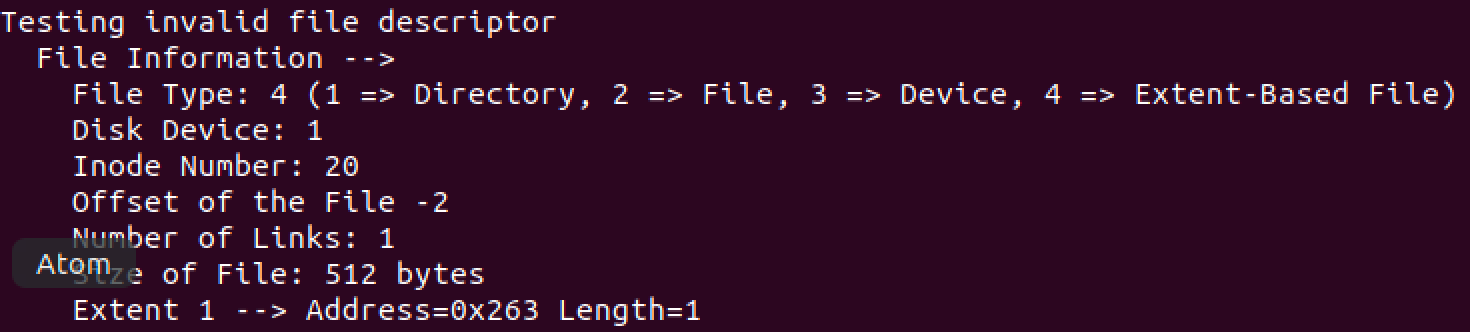 Testing invalid file descriptor
File Information -->
File Type: 4 (1 => Directory, 2 => File, 3 => Device, 4 => Extent-Based File)
Disk Device: 1
Inode Number: 20
Offset of the File -2
Number of Links: 1
Atom
Size of File: 512 bytes
Extent 1 --> Address=0x263 Length=1